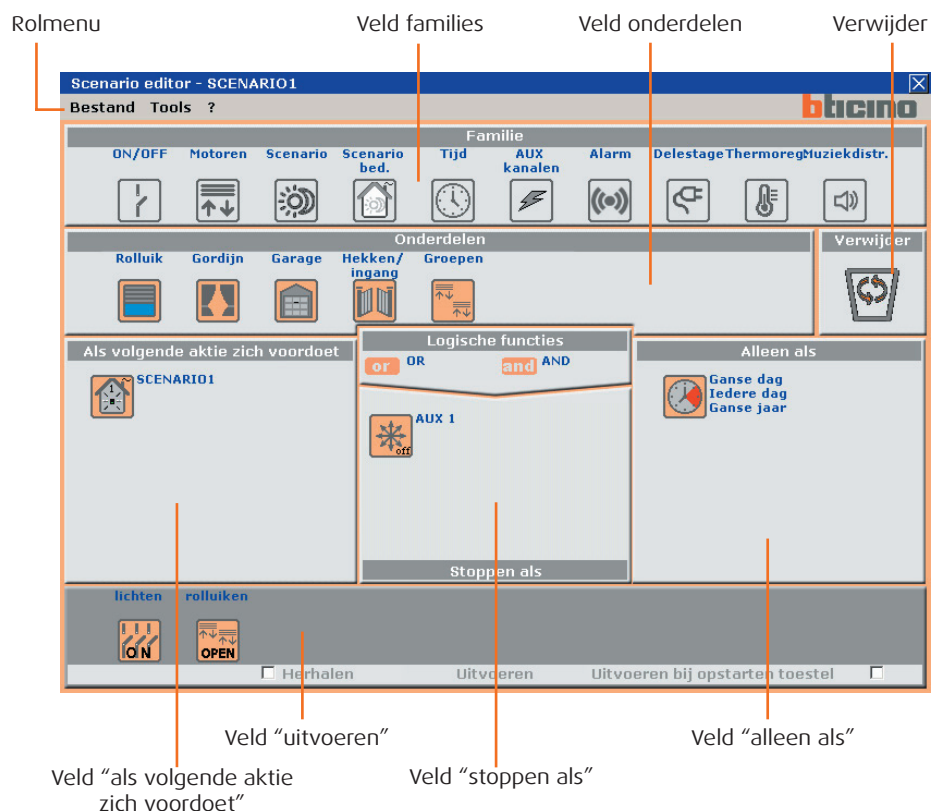 Rolmenu
Veld families
Veld onderdelen
Verwijder
Scenario editor - SCENARIO1
Bestand Tools ?
bticino
Familie
ON/OFF
Motoren
Scenario
Scenario bed.
Tijd
AUX kanalen
Alarm
Delestage
Thermoreg
Muziekdistr.
Onderdelen
Verwijder
Rolluik
Gordijn
Garage
Hekken/ ingang
Groepen
Als volgende aktie zich voordoet
Logische functies
Alleen als
or OR
and AND
1
SCENARIO1
Ganse dag
Iedere dag
Ganse jaar
AUX 1
off
Stoppen als
lichten
rolluiken
ON
OPEN
Herhalen
Uitvoeren
Uitvoeren bij opstarten toestel
Veld "uitvoeren"
Veld "alleen als"
Veld "als volgende aktie
zich voordoet"
Veld "stoppen als"